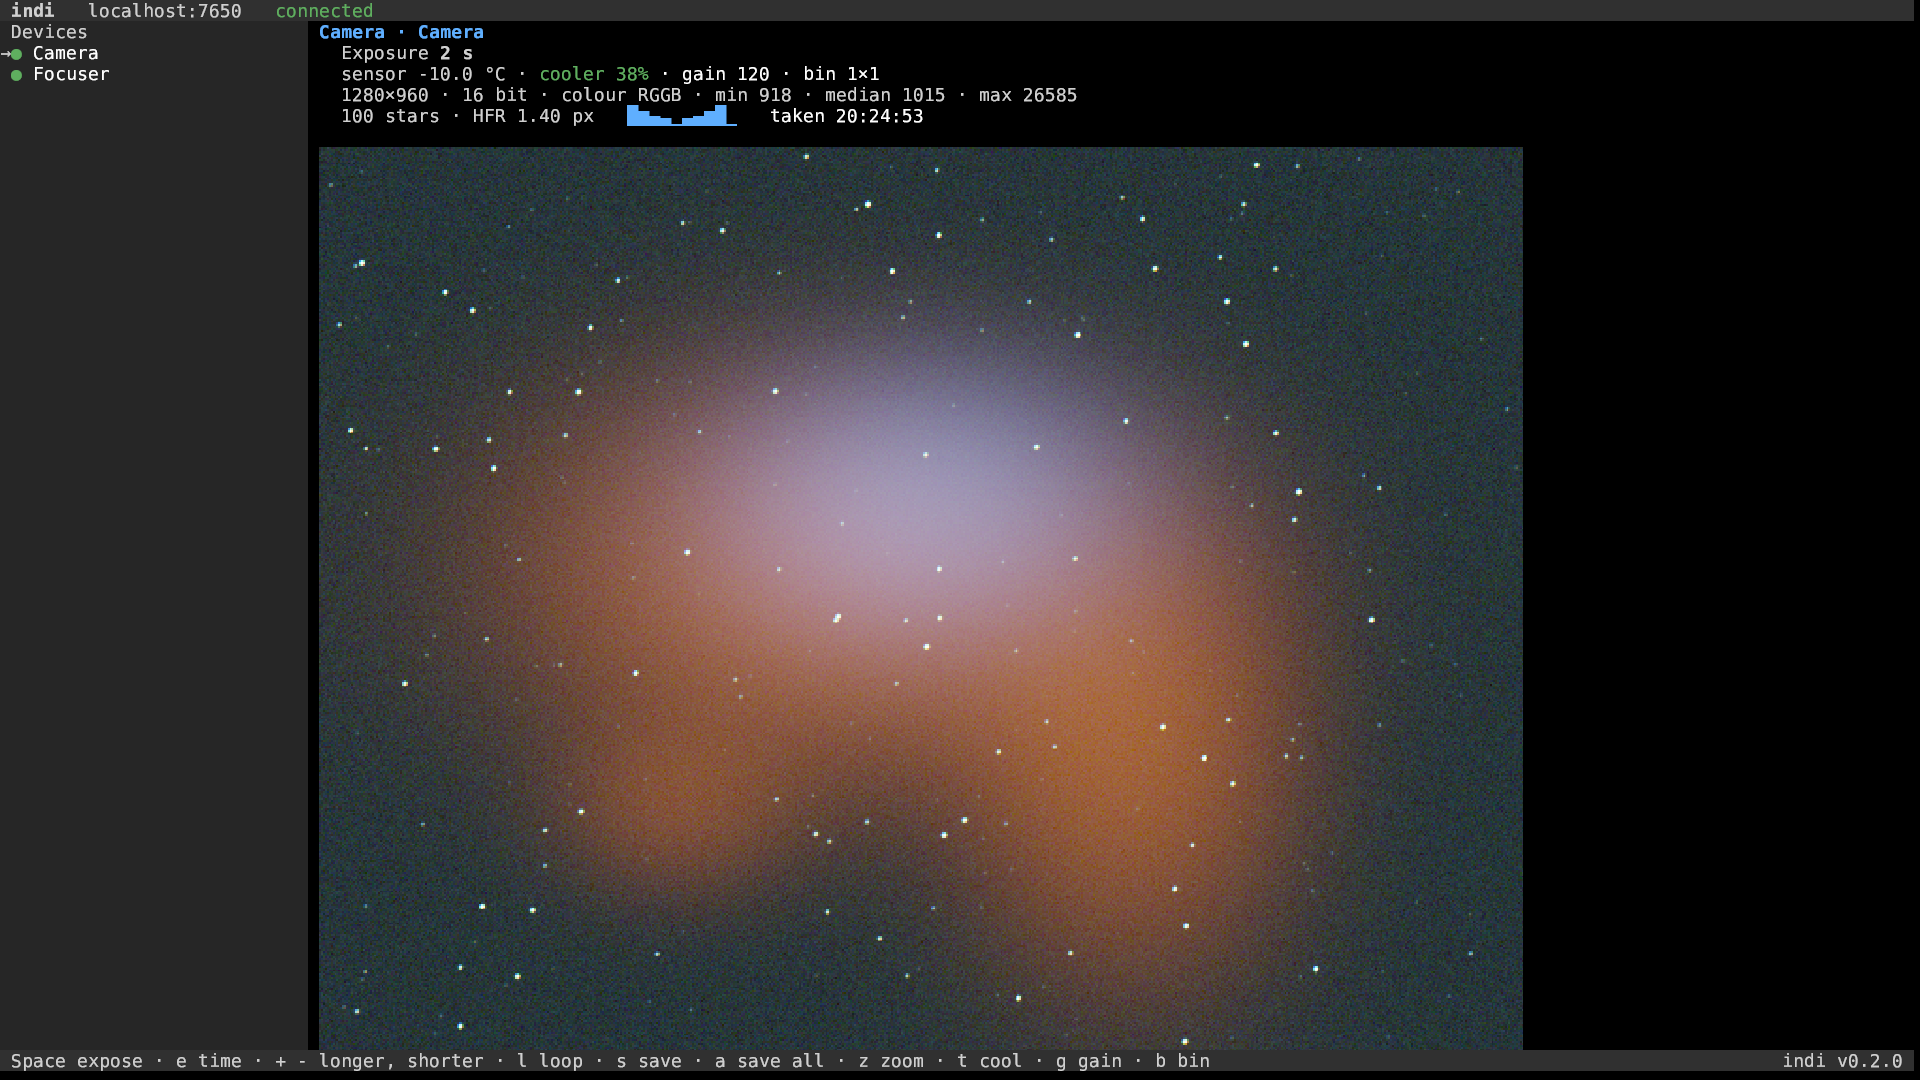 indi localhost:7650 connected
Devices
→● Camera
● Focuser
Camera · Camera
Exposure 2 s
sensor -10.0 °C · cooler 38% · gain 120 · bin 1×1
1280×960 · 16 bit · colour RGGB · min 918 · median 1015 · max 26585
100 stars · HFR 1.40 px taken 20:24:53
Space expose · e time · + - longer, shorter · l loop · s save · a save all · z zoom · t cool · g gain · b bin
indi v0.2.0